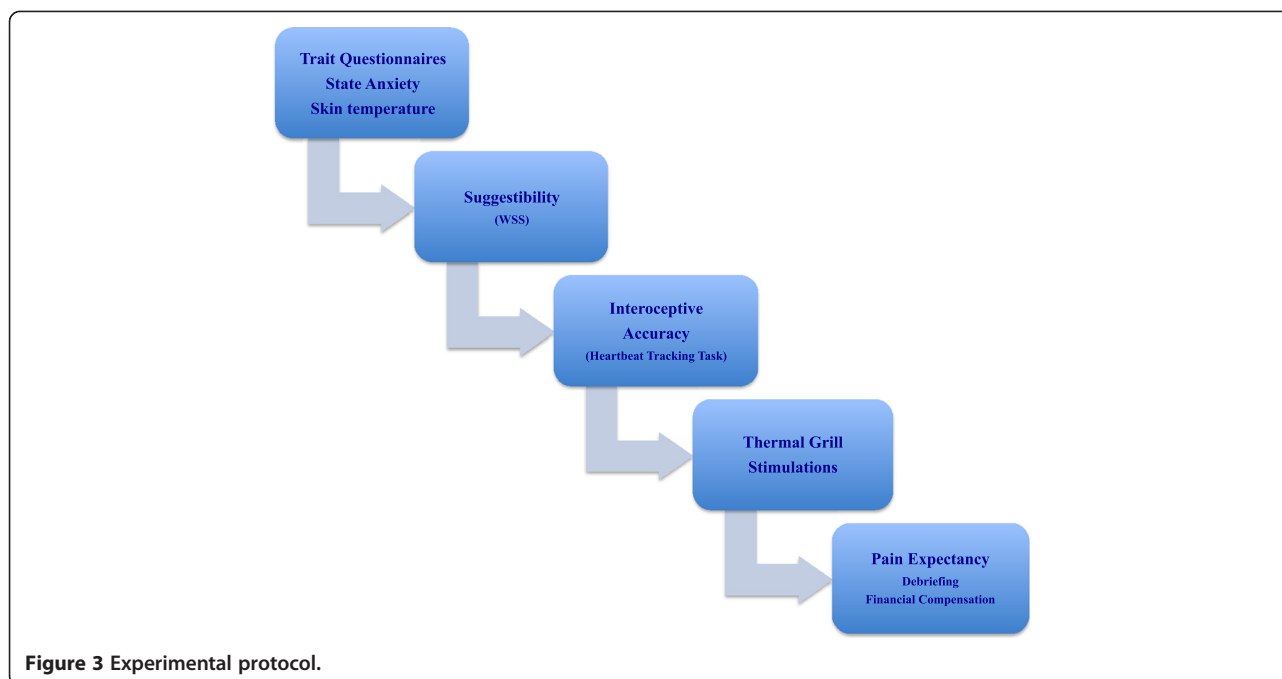 Trait Questionnaires
State Anxiety
Skin temperature
Suggestibility
(WSS)
Interoceptive
Accuracy
(Heartbeat Tracking Task)
Thermal Grill
Stimulations
Pain Expectancy
Debriefing
Financial Compensation
Figure 3 Experimental protocol.